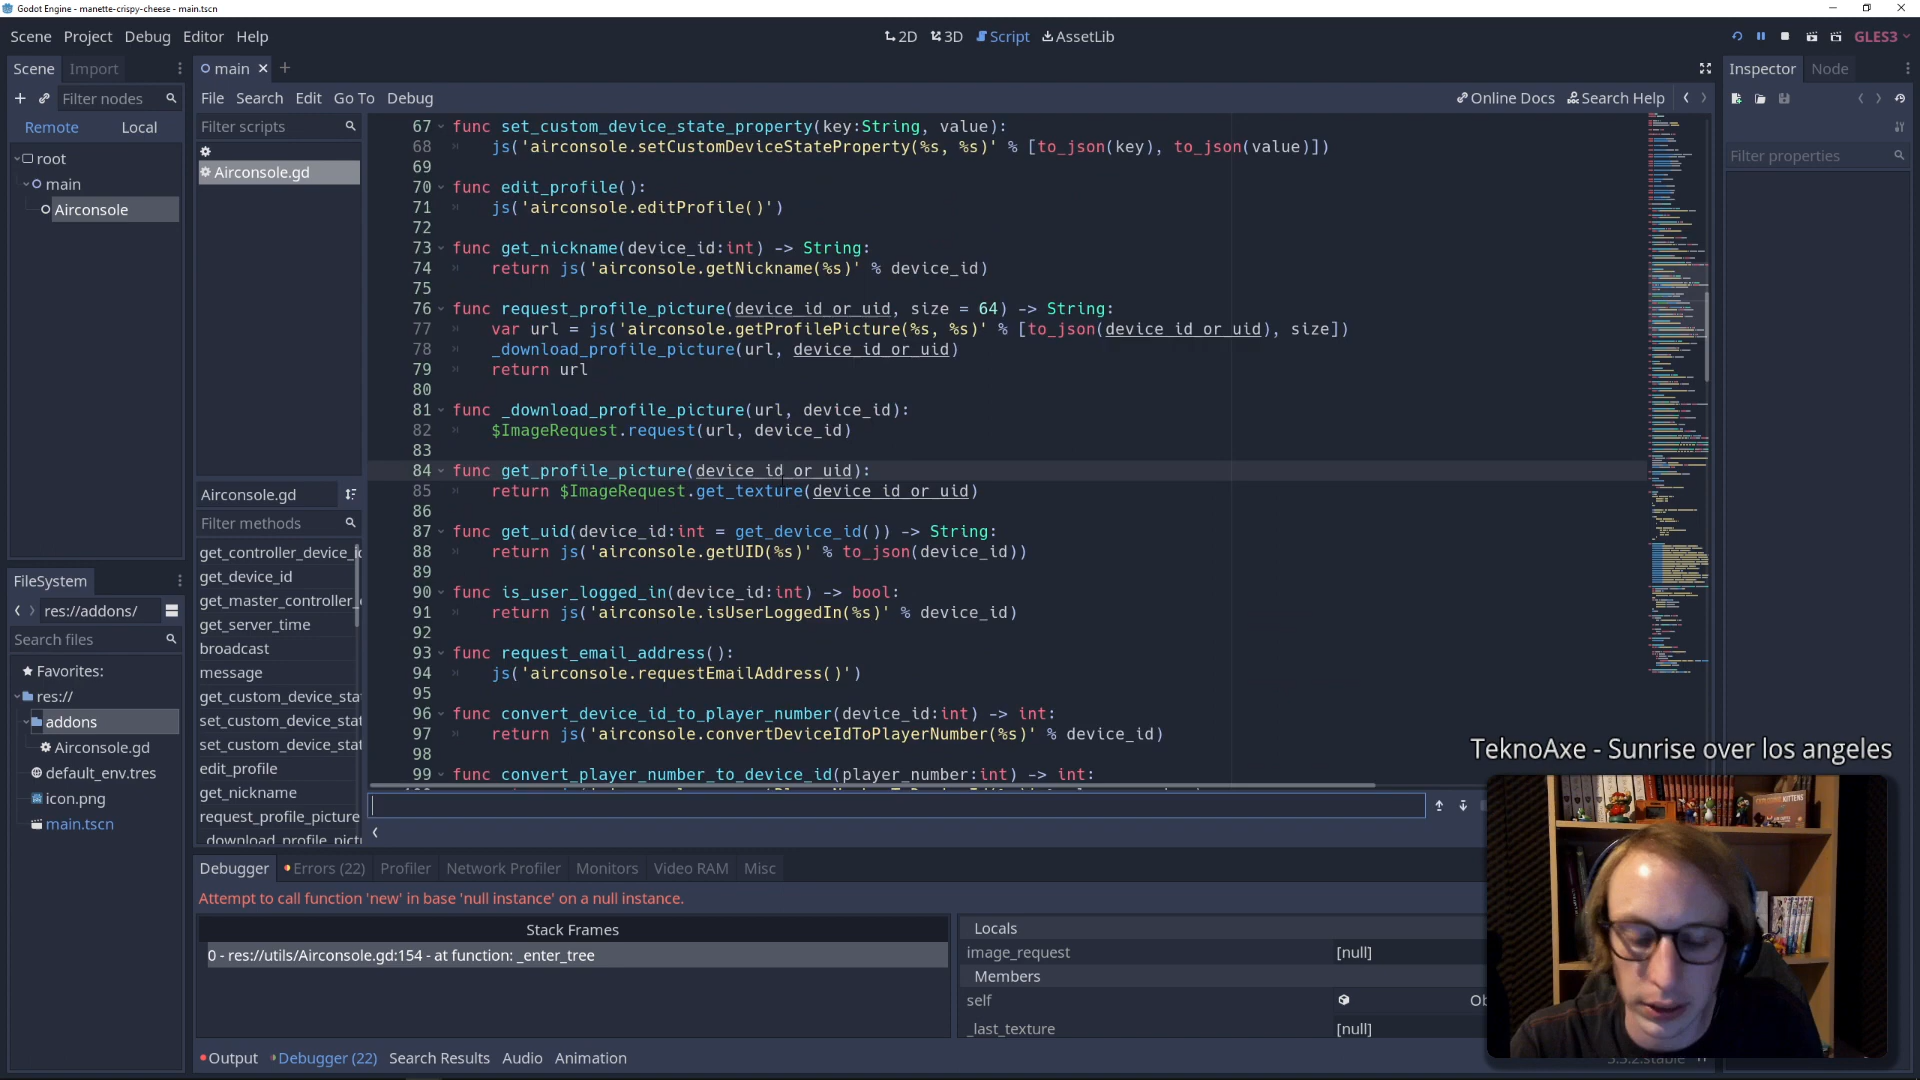 Godot Engine - manette-crispy-cheese - main.tscn
Scene Project Debug Editor Help
2D 3D Script AssetLib
GLES3
Scene Import
main
Inspector Node
Filter nodes
File Search Edit Go To Debug
Online Docs Search Help
Remote Local
Filter scripts
Filter properties
root
main
Airconsole
Airconsole.gd
67 func set_custom_device_state_property(key:String, value):
68 js('airconsole.setCustomDeviceStateProperty(%s, %s)' % [to_json(key), to_json(value)])
69
70 func edit_profile():
71 js('airconsole.editProfile()')
72
73 func get_nickname(device_id:int) -> String:
74 return js('airconsole.getNickname(%s)' % device_id)
75
76 func request_profile_picture(device_id_or_uid, size = 64) -> String:
77 var url = js('airconsole.getProfilePicture(%s, %s)' % [to_json(device_id_or_uid), size])
78 _download_profile_picture(url, device_id_or_uid)
79 return url
80
81 func _download_profile_picture(url, device_id):
82 $ImageRequest.request(url, device_id)
83
84 func get_profile_picture(device_id_or_uid):
85 return $ImageRequest.get_texture(device_id_or_uid)
86
87 func get_uid(device_id:int = get_device_id()) -> String:
88 return js('airconsole.getUID(%s)' % to_json(device_id))
89
90 func is_user_logged_in(device_id:int) -> bool:
91 return js('airconsole.isUserLoggedIn(%s)' % device_id)
92
93 func request_email_address():
94 js('airconsole.requestEmailAddress()')
95
96 func convert_device_id_to_player_number(device_id:int) -> int:
97 return js('airconsole.convertDeviceIdToPlayerNumber(%s)' % device_id)
98
99 func convert_player_number_to_device_id(player_number:int) -> int:
Airconsole.gd
Filter methods
get_controller_device_i
get_device_id
get_master_controller_
get_server_time
broadcast
message
get_custom_device_sta
set_custom_device_stat
set_custom_device_stat
edit_profile
get_nickname
request_profile_picture
_download_profile_pict
FileSystem
res://addons/
Search files
Favorites:
res://
addons
Airconsole.gd
default_env.tres
icon.png
main.tscn
TeknoAxe - Sunrise over los angeles
EXPLODING KITTENS
Debugger Errors (22) Profiler Network Profiler Monitors Video RAM Misc
Attempt to call function 'new' in base 'null instance' on a null instance.
Stack Frames
0 - res://utils/Airconsole.gd:154 - at function: _enter_tree
Locals
image_request [null]
Members
self Ob
_last_texture [null]
Output Debugger (22) Search Results Audio Animation
3.3.2.stable